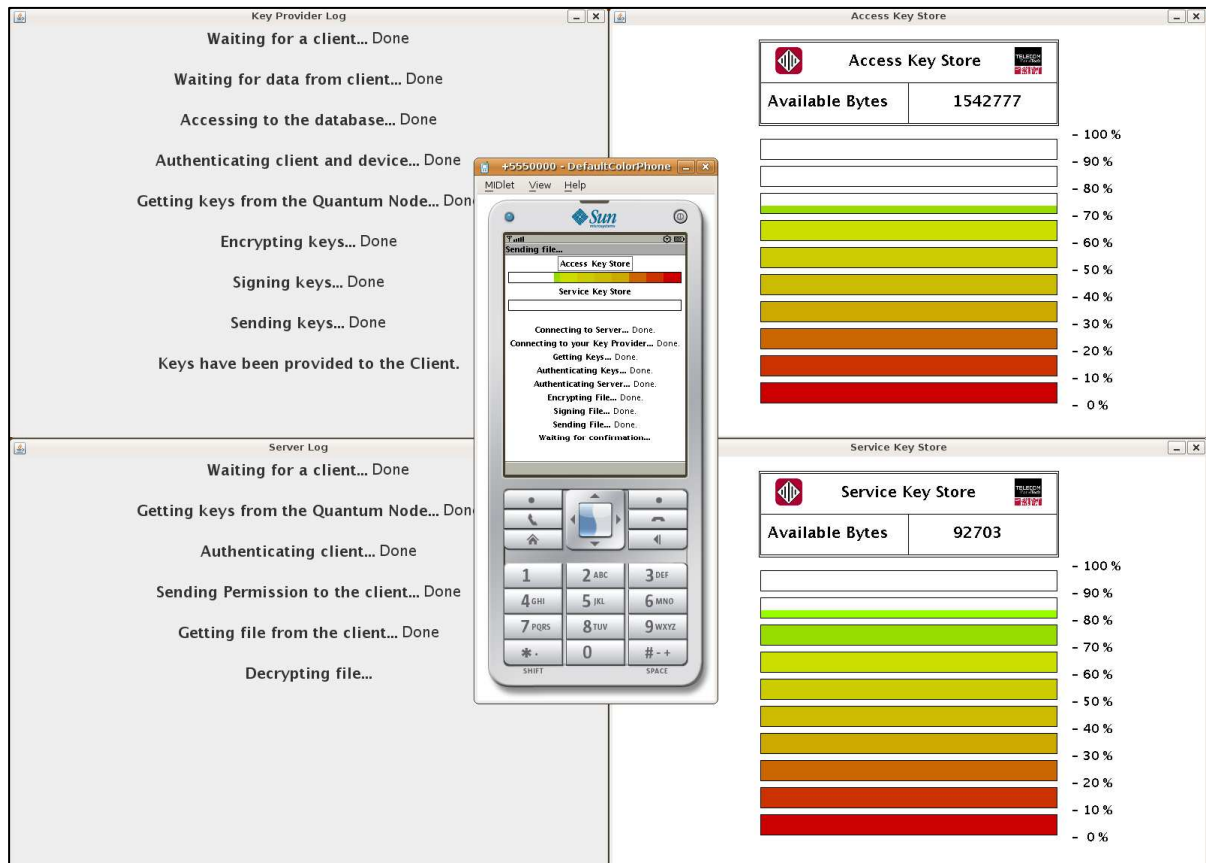 Key Provider Log
Waiting for a client... Done
Waiting for data from client... Done
Accessing to the database... Done
Authenticating client and device... Done
Getting keys from the Quantum Node... Don
Encrypting keys... Done
Signing keys... Done
Sending keys... Done
Keys have been provided to the Client.
Access Key Store
Access Key Store
TELECOM
Available Bytes 1542777
- 100 %
- 90 %
- 80 %
- 70 %
- 60 %
- 50 %
- 40 %
- 30 %
- 20 %
- 10 %
- 0 %
+5550000 - DefaultColorPhone
MIDlet View Help
Sun
microsystems
Sending file...
Access Key Store
Service Key Store
Connecting to Server... Done.
Connecting to your Key Provider... Done.
Getting Keys... Done.
Authenticating Keys... Done.
Authenticating Server... Done.
Encrypting File... Done.
Signing File... Done.
Sending File... Done.
Waiting for confirmation...
1 2 ABC 3 DEF
4 GHI 5 JKL 6 MNO
7 PQRS 8 TUV 9 WXYZ
* . 0 # - +
SHIFT SPACE
Server Log
Waiting for a client... Done
Getting keys from the Quantum Node... Don
Authenticating client... Done
Sending Permission to the client... Done
Getting file from the client... Done
Decrypting file...
Service Key Store
Service Key Store
TELECOM
Available Bytes 92703
- 100 %
- 90 %
- 80 %
- 70 %
- 60 %
- 50 %
- 40 %
- 30 %
- 20 %
- 10 %
- 0 %